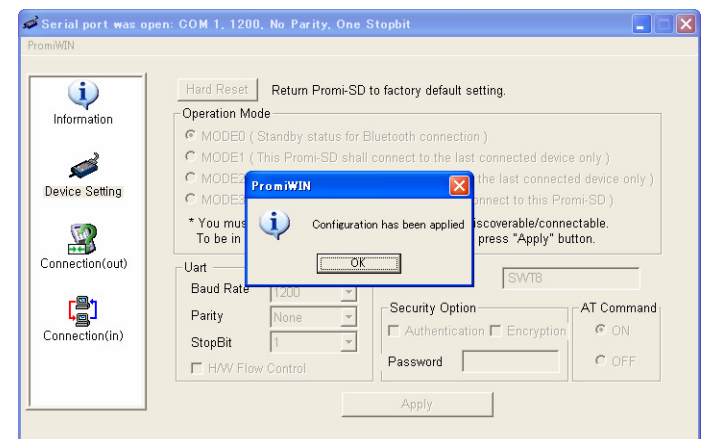 Serial port was open: COM 1, 1200, No Parity, One Stopbit
PromiWIN
Information
Device Setting
Connection(out)
Connection(in)
Hard Reset Return Promi-SD to factory default setting.
Operation Mode
MODE0 ( Standby status for Bluetooth connection )
MODE1 ( This Promi-SD shall connect to the last connected device only )
MODE2 the last connected device only )
MODE3 onnect to this Promi-SD )
* You mus iscoverable/connectable.
To be in press "Apply" button.
PromiWIN
Configuration has been applied
OK
Uart
Baud Rate 1200
Parity None
StopBit 1
H/W Flow Control
SWT8
Security Option
Authentication Encryption
Password
AT Command
ON
OFF
Apply